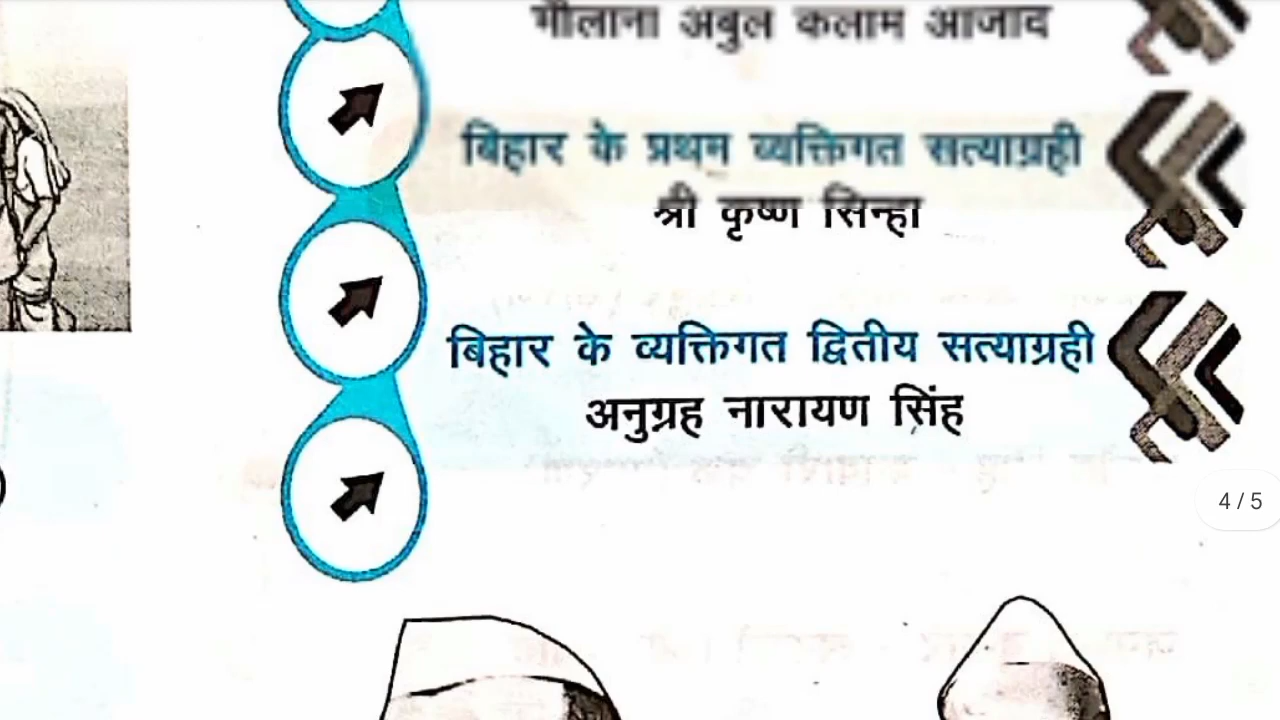 मौलाना अबुल कलाम आजाद
बिहार के प्रथम व्यक्तिगत सत्याग्रही
श्री कृष्ण सिन्हा
बिहार के व्यक्तिगत द्वितीय सत्याग्रही
अनुग्रह नारायण सिंह
4 / 5